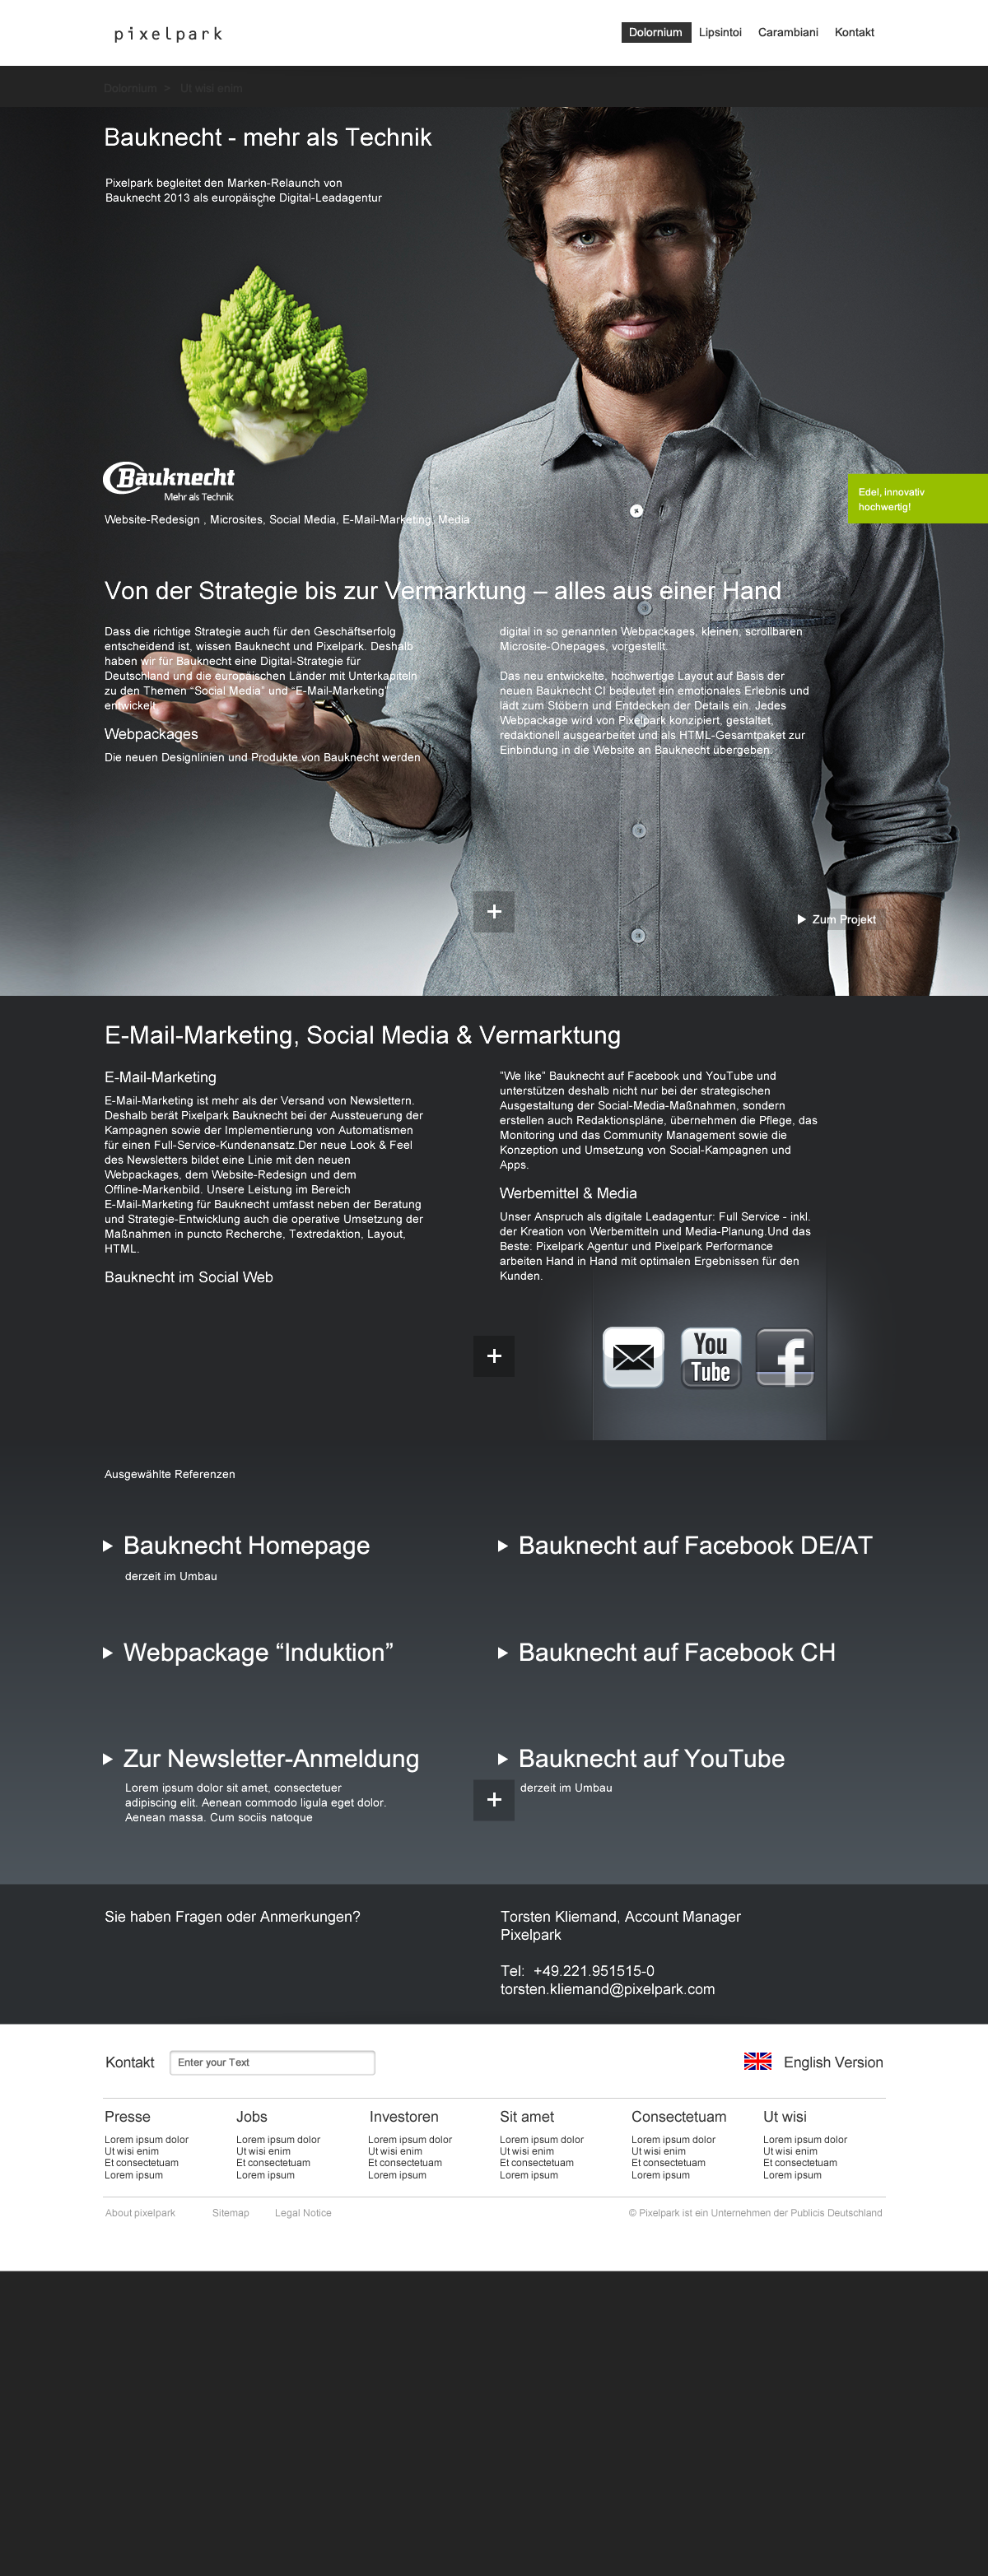 pixelpark
Dolornium Lipsintoi Carambiani Kontakt
Dolornium > Ut wisi enim
Bauknecht - mehr als Technik
Pixelpark begleitet den Marken-Relaunch von
Bauknecht 2013 als europäische Digital-Leadagentur
Bauknecht
Mehr als Technik
Edel, innovativ
hochwertig!
Website-Redesign , Microsites, Social Media, E-Mail-Marketing, Media
Von der Strategie bis zur Vermarktung – alles aus einer Hand
Dass die richtige Strategie auch für den Geschäftserfolg
entscheidend ist, wissen Bauknecht und Pixelpark. Deshalb
haben wir für Bauknecht eine Digital-Strategie für
Deutschland und die europäischen Länder mit Unterkapiteln
zu den Themen “Social Media” und “E-Mail-Marketing”
entwickelt.
Webpackages
Die neuen Designlinien und Produkte von Bauknecht werden
digital in so genannten Webpackages, kleinen, scrollbaren
Microsite-Onepages, vorgestellt.
Das neu entwickelte, hochwertige Layout auf Basis der
neuen Bauknecht CI bedeutet ein emotionales Erlebnis und
lädt zum Stöbern und Entdecken der Details ein. Jedes
Webpackage wird von Pixelpark konzipiert, gestaltet,
redaktionell ausgearbeitet und als HTML-Gesamtpaket zur
Einbindung in die Website an Bauknecht übergeben.
+
Zum Projekt
E-Mail-Marketing, Social Media & Vermarktung
E-Mail-Marketing
E-Mail-Marketing ist mehr als der Versand von Newslettern.
Deshalb berät Pixelpark Bauknecht bei der Aussteuerung der
Kampagnen sowie der Implementierung von Automatismen
für einen Full-Service-Kundenansatz.Der neue Look & Feel
des Newsletters bildet eine Linie mit den neuen
Webpackages, dem Website-Redesign und dem
Offline-Markenbild. Unsere Leistung im Bereich
E-Mail-Marketing für Bauknecht umfasst neben der Beratung
und Strategie-Entwicklung auch die operative Umsetzung der
Maßnahmen in puncto Recherche, Textredaktion, Layout,
HTML.
Bauknecht im Social Web
"We like" Bauknecht auf Facebook und YouTube und
unterstützen deshalb nicht nur bei der strategischen
Ausgestaltung der Social-Media-Maßnahmen, sondern
erstellen auch Redaktionspläne, übernehmen die Pflege, das
Monitoring und das Community Management sowie die
Konzeption und Umsetzung von Social-Kampagnen und
Apps.
Werbemittel & Media
Unser Anspruch als digitale Leadagentur: Full Service - inkl.
der Kreation von Werbemitteln und Media-Planung.Und das
Beste: Pixelpark Agentur und Pixelpark Performance
arbeiten Hand in Hand mit optimalen Ergebnissen für den
Kunden.
+
You
Tube
f
Ausgewählte Referenzen
Bauknecht Homepage
derzeit im Umbau
Bauknecht auf Facebook DE/AT
Webpackage “Induktion”
Bauknecht auf Facebook CH
Zur Newsletter-Anmeldung
Lorem ipsum dolor sit amet, consectetuer
adipiscing elit. Aenean commodo ligula eget dolor.
Aenean massa. Cum sociis natoque
+
Bauknecht auf YouTube
derzeit im Umbau
Sie haben Fragen oder Anmerkungen?
Torsten Kliemand, Account Manager
Pixelpark
Tel: +49.221.951515-0
torsten.kliemand@pixelpark.com
Kontakt Enter your Text
English Version
Presse
Lorem ipsum dolor
Ut wisi enim
Et consectetuam
Lorem ipsum
Jobs
Lorem ipsum dolor
Ut wisi enim
Et consectetuam
Lorem ipsum
Investoren
Lorem ipsum dolor
Ut wisi enim
Et consectetuam
Lorem ipsum
Sit amet
Lorem ipsum dolor
Ut wisi enim
Et consectetuam
Lorem ipsum
Consectetuam
Lorem ipsum dolor
Ut wisi enim
Et consectetuam
Lorem ipsum
Ut wisi
Lorem ipsum dolor
Ut wisi enim
Et consectetuam
Lorem ipsum
About pixelpark Sitemap Legal Notice
© Pixelpark ist ein Unternehmen der Publicis Deutschland